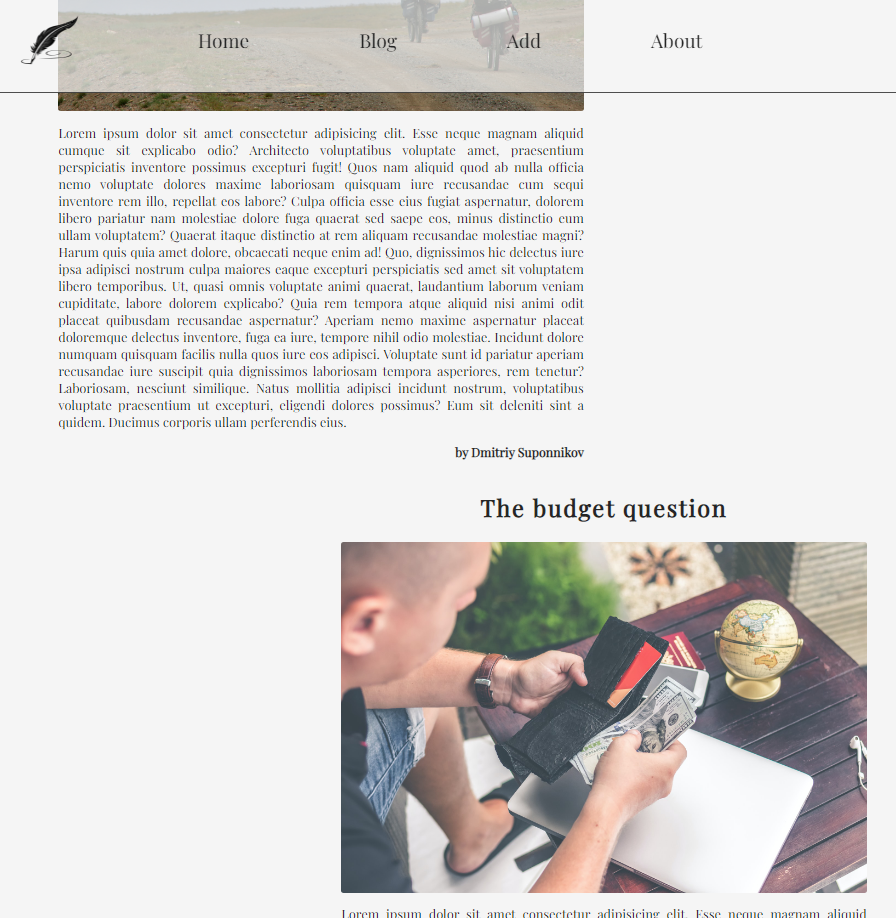 Home Blog Add About
Lorem ipsum dolor sit amet consectetur adipisicing elit. Esse neque magnam aliquid
cumque sit explicabo odio? Architecto voluptatibus voluptate amet, praesentium
perspiciatis inventore possimus excepturi fugit! Quos nam aliquid quod ab nulla officia
nemo voluptate dolores maxime laboriosam quisquam iure recusandae cum sequi
inventore rem illo, repellat eos labore? Culpa officia esse eius fugiat aspernatur, dolorem
libero pariatur nam molestiae dolore fuga quaerat sed saepe eos, minus distinctio eum
ullam voluptatem? Quaerat itaque distinctio at rem aliquam recusandae molestiae magni?
Harum quis quia amet dolore, obcaecati neque enim ad! Quo, dignissimos hic delectus iure
ipsa adipisci nostrum culpa maiores eaque excepturi perspiciatis sed amet sit voluptatem
libero temporibus. Ut, quasi omnis voluptate animi quaerat, laudantium laborum veniam
cupiditate, labore dolorem explicabo? Quia rem tempora atque aliquid nisi animi odit
placeat quibusdam recusandae aspernatur? Aperiam nemo maxime aspernatur placeat
doloremque delectus inventore, fuga ea iure, tempore nihil odio molestiae. Incidunt dolore
numquam quisquam facilis nulla quos iure eos adipisci. Voluptate sunt id pariatur aperiam
recusandae iure suscipit quia dignissimos laboriosam tempora asperiores, rem tenetur?
Laboriosam, nesciunt similique. Natus mollitia adipisci incidunt nostrum, voluptatibus
voluptate praesentium ut excepturi, eligendi dolores possimus? Eum sit deleniti sint a
quidem. Ducimus corporis ullam perferendis eius.
by Dmitriy Suponnikov
The budget question
Lorem ipsum dolor sit amet consectetur adipisicing elit. Esse neque magnam aliquid